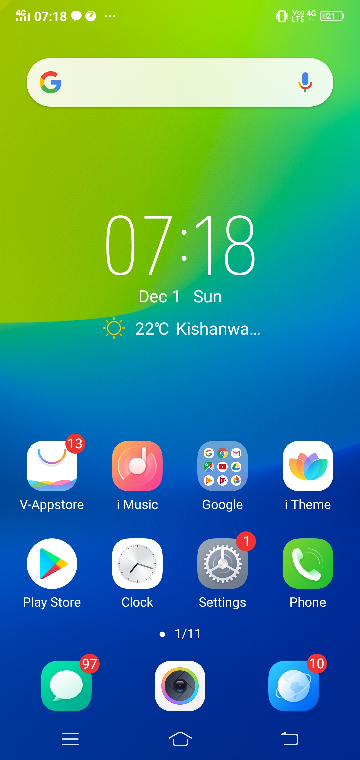 4G 07:18 Vo) LTE 4G 21
07:18
Dec 1 Sun
22℃ Kishanwa...
13
V-Appstore i Music Google i Theme
1
Play Store Clock Settings Phone
1/11
97 10